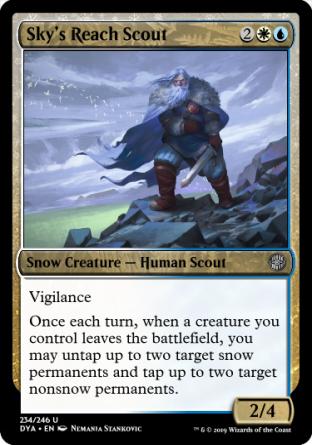 Sky's Reach Scout 2
Snow Creature — Human Scout
Vigilance
Once each turn, when a creature you
control leaves the battlefield, you
may untap up to two target snow
permanents and tap up to two target
nonsnow permanents.
2/4
234/246 U
DYA • EN Nemania Stankovic
™ & © 2019 Wizards of the Coast